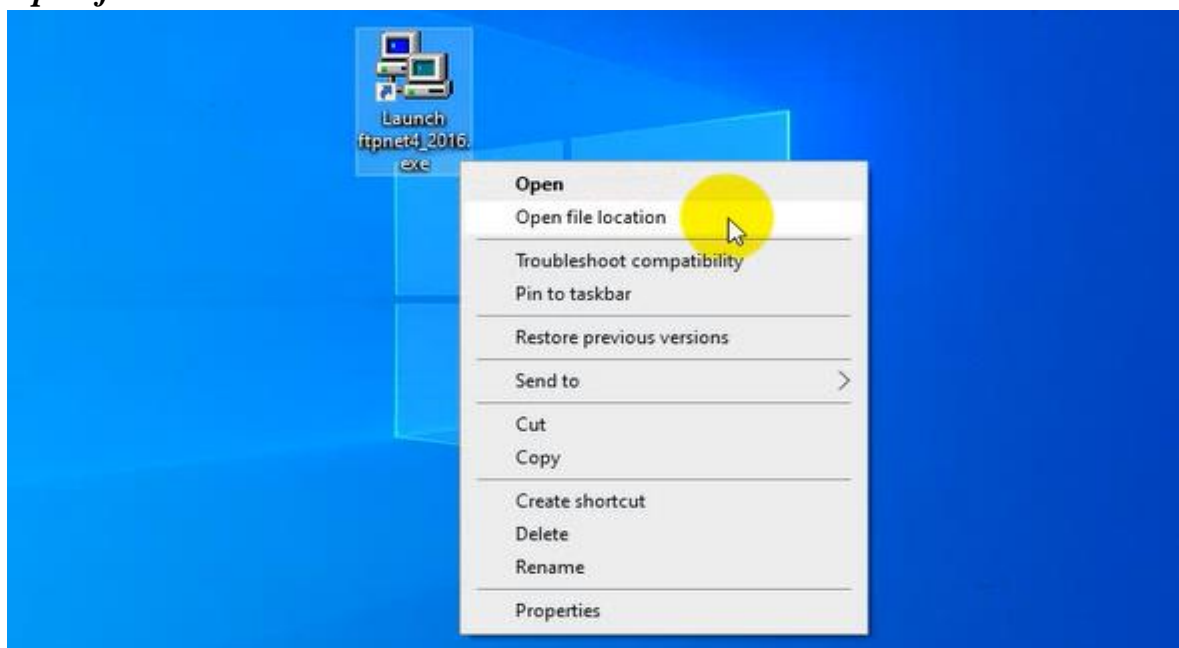 Launch
ftpnet4_2016.
exe
Open
Open file location
Troubleshoot compatibility
Pin to taskbar
Restore previous versions
Send to
Cut
Copy
Create shortcut
Delete
Rename
Properties